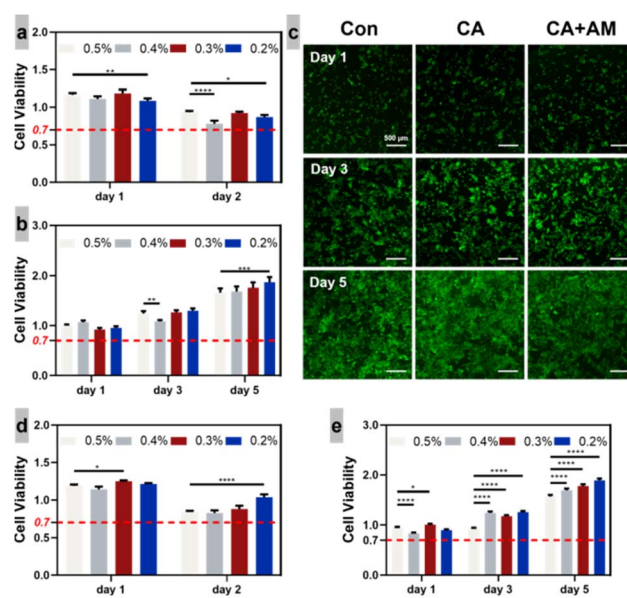 a
2.0
1.5
1.0
0.7
0.5
0.0
Cell Viability
0.5% 0.4% 0.3% 0.2%
**
****
*
day 1 day 2
b
3.0
2.0
1.0
0.7
0.0
Cell Viability
0.5% 0.4% 0.3% 0.2%
**
***
day 1 day 3 day 5
c
Con CA CA+AM
Day 1
500 μm
Day 3
Day 5
d
2.0
1.5
1.0
0.7
0.5
0.0
Cell Viability
0.5% 0.4% 0.3% 0.2%
*
****
day 1 day 2
e
3.0
2.0
1.0
0.7
0.0
Cell Viability
0.5% 0.4% 0.3% 0.2%
*
****
****
****
****
****
****
****
day 1 day 3 day 5